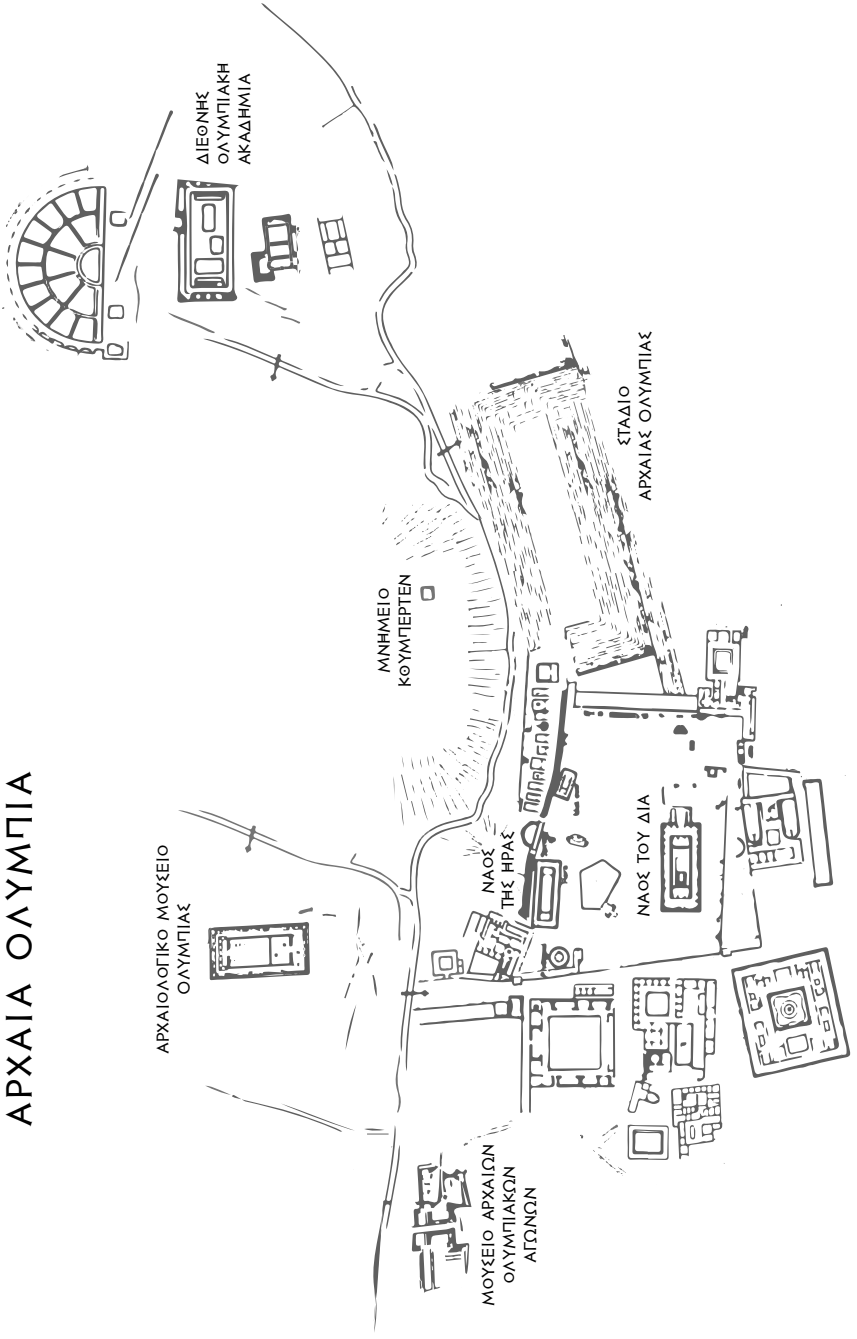 ΑΡΧΑΙΑ ΟΛΥΜΠΙΑ
ΑΡΧΑΙΟΛΟΓΙΚΟ ΜΟΥΣΕΙΟ
ΟΛΥΜΠΙΑΣ
ΔΙΕΘΝΗΣ
ΟΛΥΜΠΙΑΚΗ
ΑΚΑΔΗΜΙΑ
ΜΝΗΜΕΙΟ
ΚΟΥΜΠΕΡΤΕΝ
ΜΟΥΣΕΙΟ ΑΡΧΑΙΩΝ
ΟΛΥΜΠΙΑΚΩΝ
ΑΓΩΝΩΝ
ΝΑΟΣ
ΤΗΣ ΗΡΑΣ
ΣΤΑΔΙΟ
ΑΡΧΑΙΑΣ ΟΛΥΜΠΙΑΣ
ΝΑΟΣ ΤΟΥ ΔΙΑ